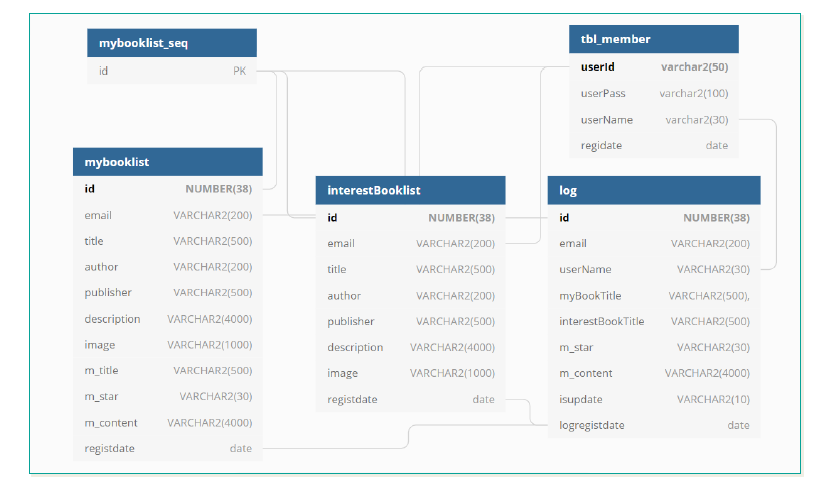 mybooklist_seq
id PK
tbl_member
userId varchar2(50)
userPass varchar2(100)
userName varchar2(30)
regidate date
mybooklist
id NUMBER(38)
email VARCHAR2(200)
title VARCHAR2(500)
author VARCHAR2(200)
publisher VARCHAR2(500)
description VARCHAR2(4000)
image VARCHAR2(1000)
m_title VARCHAR2(500)
m_star VARCHAR2(30)
m_content VARCHAR2(4000)
registdate date
interestBooklist
id NUMBER(38)
email VARCHAR2(200)
title VARCHAR2(500)
author VARCHAR2(200)
publisher VARCHAR2(500)
description VARCHAR2(4000)
image VARCHAR2(1000)
registdate date
log
id NUMBER(38)
email VARCHAR2(200)
userName VARCHAR2(30)
myBookTitle VARCHAR2(500),
interestBookTitle VARCHAR2(500)
m_star VARCHAR2(30)
m_content VARCHAR2(4000)
isupdate VARCHAR2(10)
logregistdate date